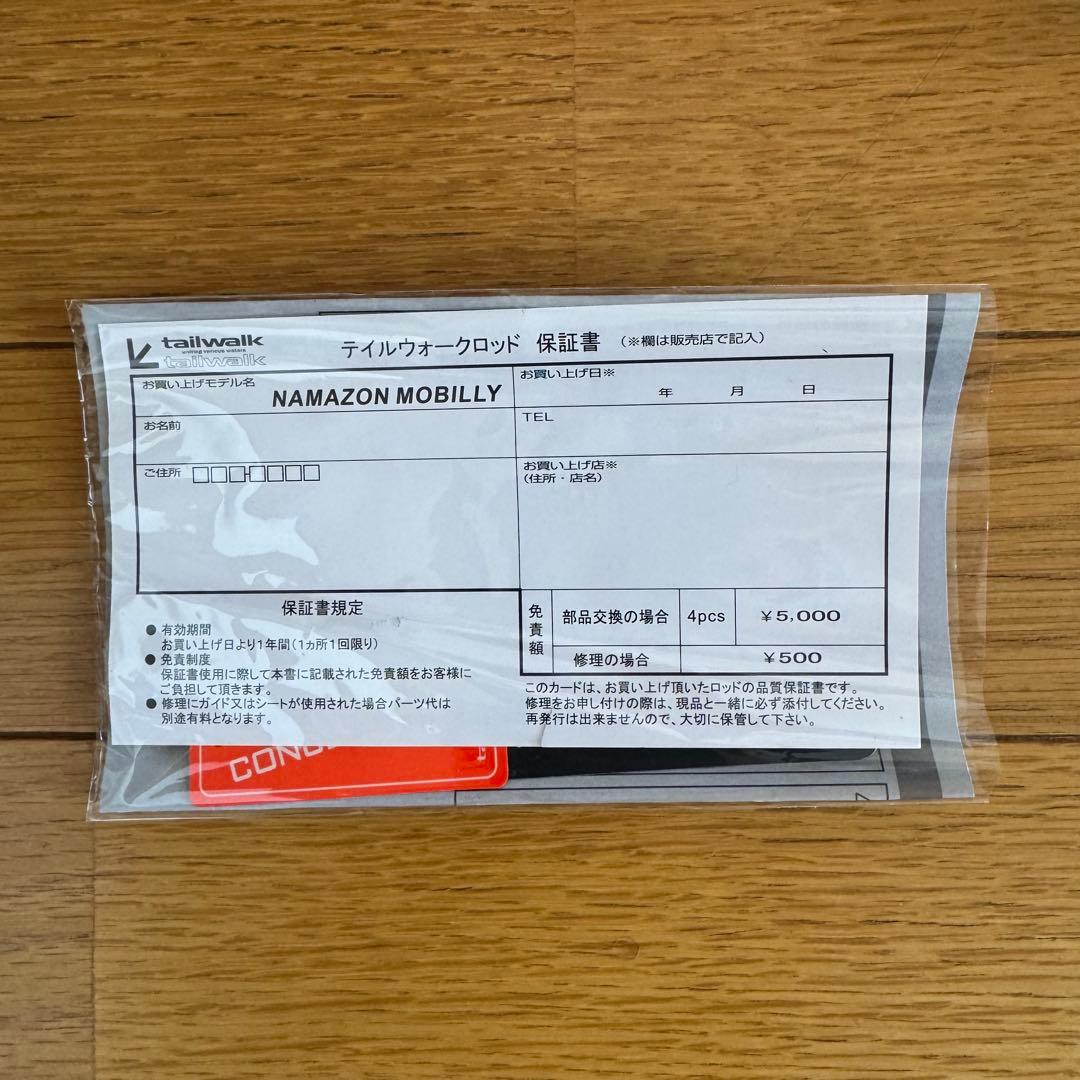 tailwalk
tailwalk
テイルウォークロッド 保証書 (※欄は販売店で記入)
お買い上げモデル名
NAMAZON MOBILLY
お買い上げ日※
年 月 日
お名前
TEL
ご住所
お買い上げ店※
(住所・店名)
保証書規定
● 有効期間
お買い上げ日より1年間(1ヵ所1回限り)
● 免責制度
保証書使用に際して本書に記載された免責額をお客様に
ご負担して頂きます。
● 修理にガイド又はシートが使用された場合パーツ代は
別途有料となります。
免責額
部品交換の場合 4pcs ¥5,000
修理の場合 ¥500
このカードは、お買い上げ頂いたロッドの品質保証書です。
修理をお申し付けの際は、現品と一緒に必ず添付してください。
再発行は出来ませんので、大切に保管して下さい。